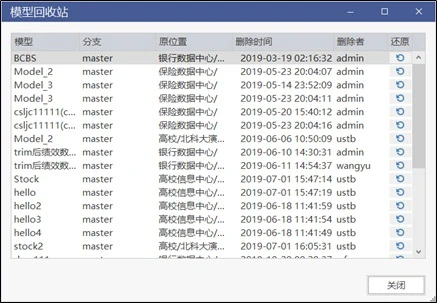 模型回收站
模型 分支 原位置 删除时间 删除者 还原
BCBS master 银行数据中心/... 2019-03-19 02:16:32 admin
Model_2 master 保险数据中心/ 2019-05-23 20:04:07 admin
Model_3 master 保险数据中心/ 2019-05-14 23:52:09 admin
Model_3 master 保险数据中心/ 2019-05-23 20:04:11 admin
csljc11111(c... master 保险数据中心/ 2019-05-20 15:40:12 admin
csljc11111(c... master 保险数据中心/ 2019-05-23 20:04:16 admin
Model_2 master 高校/北科大演... 2019-06-06 10:50:09 ustb
trim后绩效数... master 银行数据中心/ 2019-06-10 14:30:31 admin
trim后绩效数... master 银行数据中心/ 2019-06-11 14:54:37 wangyu
Stock master 高校信息中心/ 2019-07-01 15:47:14 ustb
hello master 高校信息中心/ 2019-07-01 15:47:19 ustb
hello2 master 高校信息中心/ 2019-06-18 11:41:59 ustb
hello3 master 高校信息中心/ 2019-06-18 11:41:54 ustb
hello4 master 高校信息中心/ 2019-06-18 11:41:49 ustb
stock2 master 高校/北科大演... 2019-07-01 16:05:31 ustb
关闭